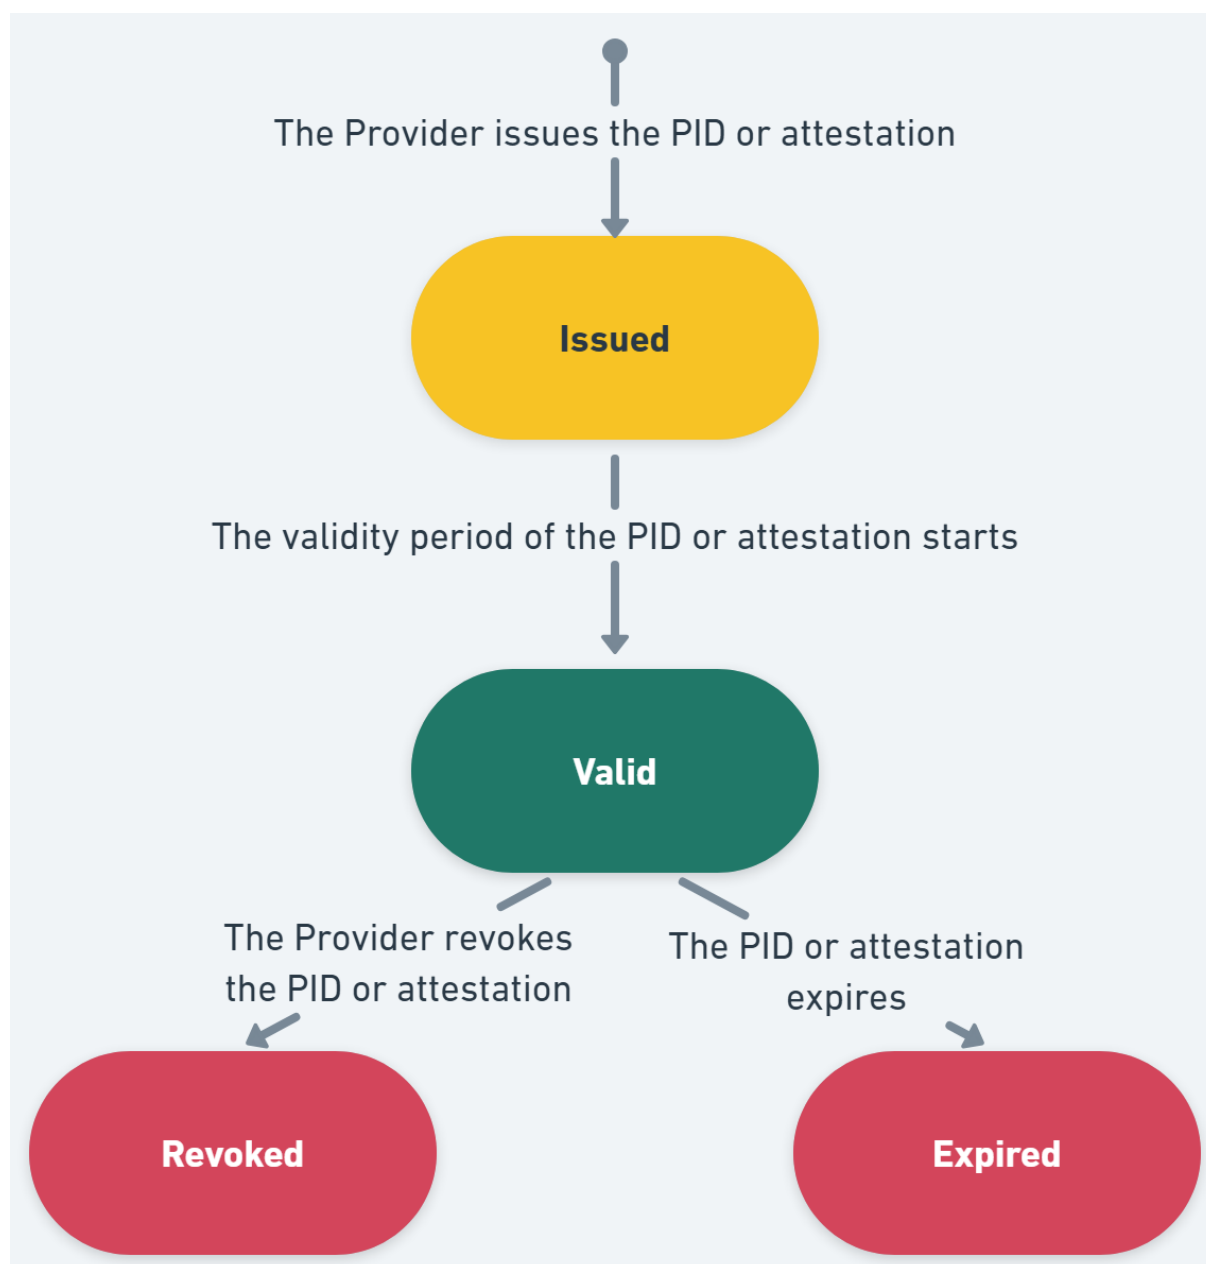 The Provider issues the PID or attestation
Issued
The validity period of the PID or attestation starts
Valid
The Provider revokes
the PID or attestation
The PID or attestation
expires
Revoked
Expired